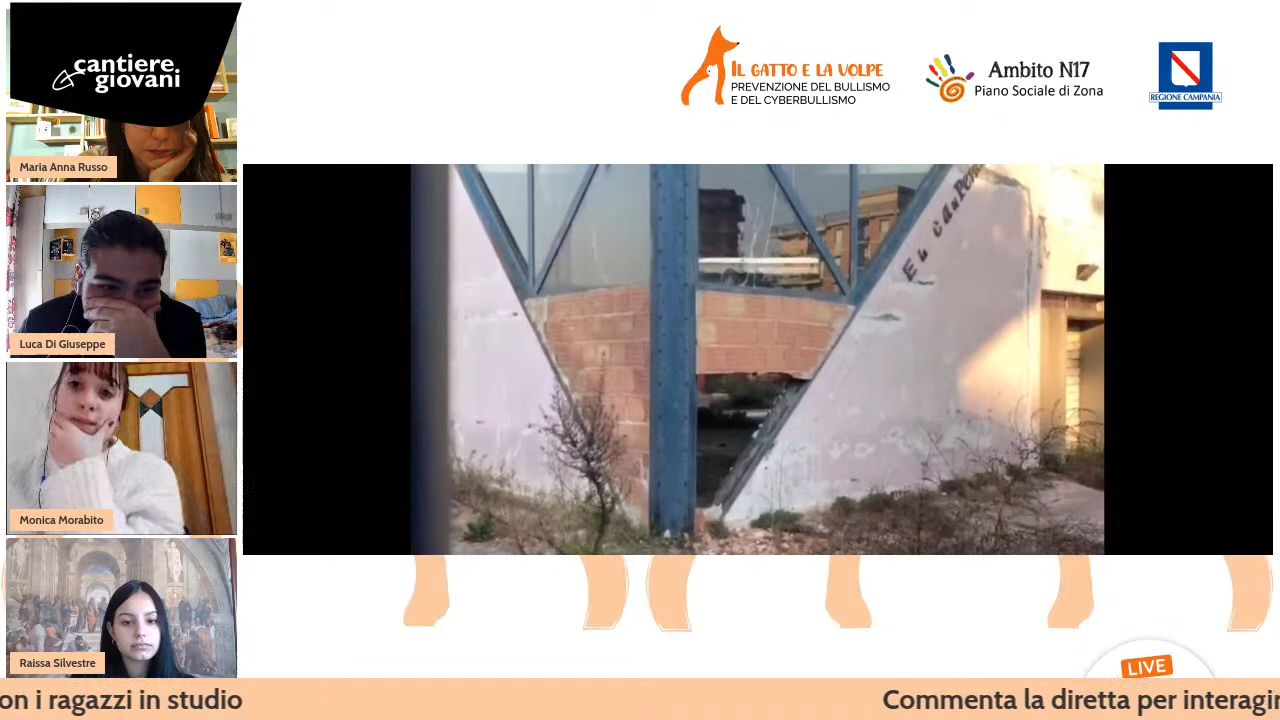 cantiere
giovani
IL GATTO E LA VOLPE
PREVENZIONE DEL BULLISMO
E DEL CYBERBULLISMO
Ambito N17
Piano Sociale di Zona
REGIONE CAMPANIA
Maria Anna Russo
Luca Di Giuseppe
Monica Morabito
Raissa Silvestre
LIVE
on i ragazzi in studio
Commenta la diretta per interagir